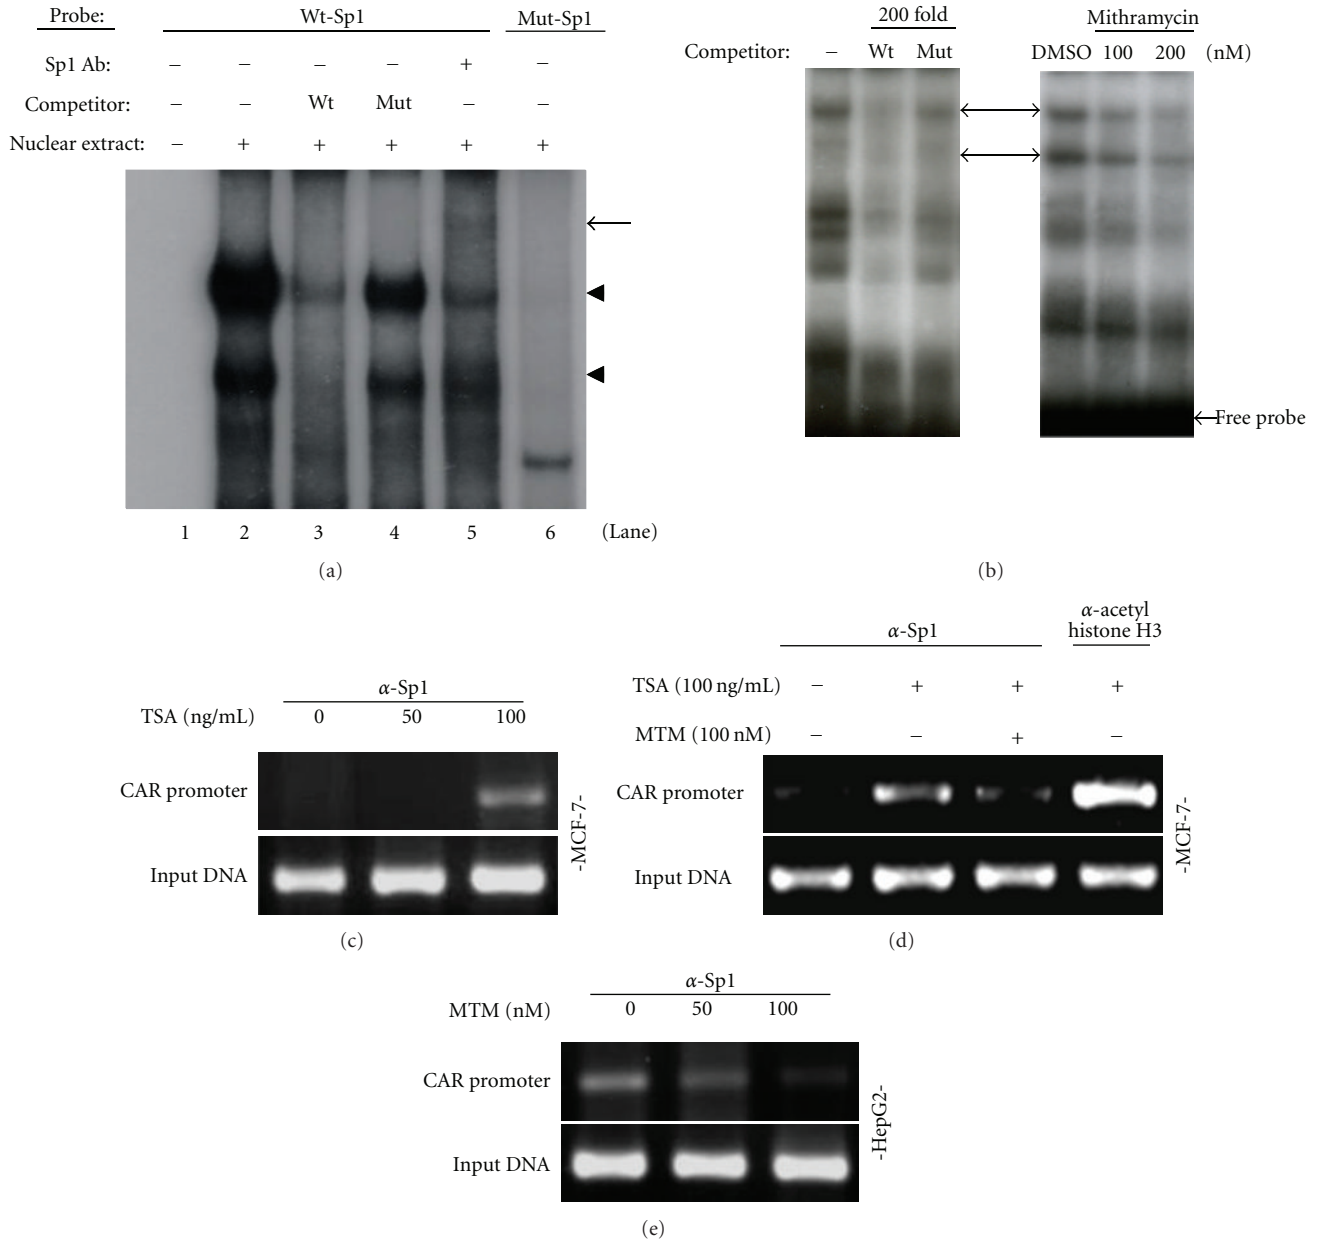 Probe: Wt-Sp1 Mut-Sp1
Sp1 Ab: − − − − + −
Competitor: − − Wt Mut − −
Nuclear extract: − + + + + +
1 2 3 4 5 6 (Lane)
(a)
200 fold Mithramycin
Competitor: − Wt Mut DMSO 100 200 (nM)
Free probe
(b)
α-Sp1
TSA (ng/mL) 0 50 100
CAR promoter
Input DNA
-MCF-7-
(c)
α-Sp1
α-acetyl
histone H3
TSA (100 ng/mL) − + + +
MTM (100 nM) − − + −
CAR promoter
Input DNA
-MCF-7-
(d)
α-Sp1
MTM (nM) 0 50 100
CAR promoter
Input DNA
-HepG2-
(e)